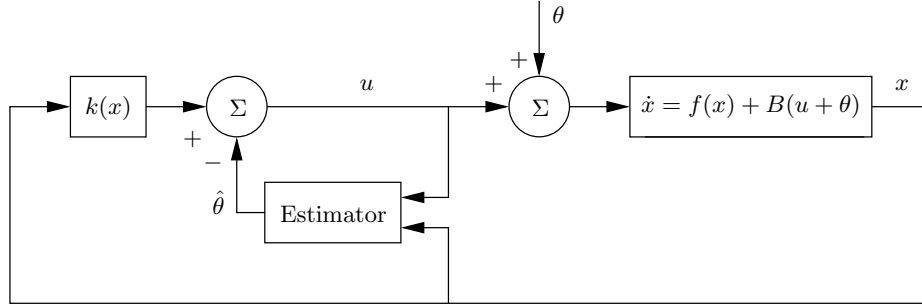 θ
+
u
+
x
k(x)
Σ
Σ
ẋ = f(x) + B(u + θ)
+
−
θ̂
Estimator